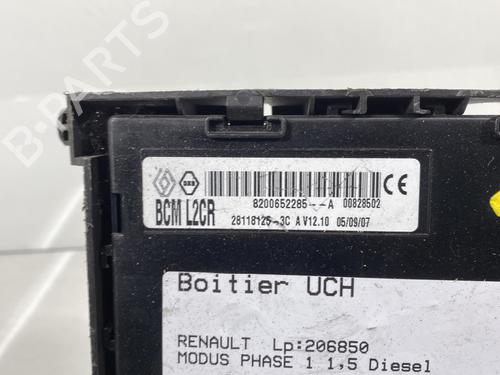 B-PARTS
BCM L2CR
8200652285--A 00828502
28118125-3C A V12.10 05/09/07
CE
Boitier UCH
RENAULT Lp:206850
MODUS PHASE 1 1,5 Diesel